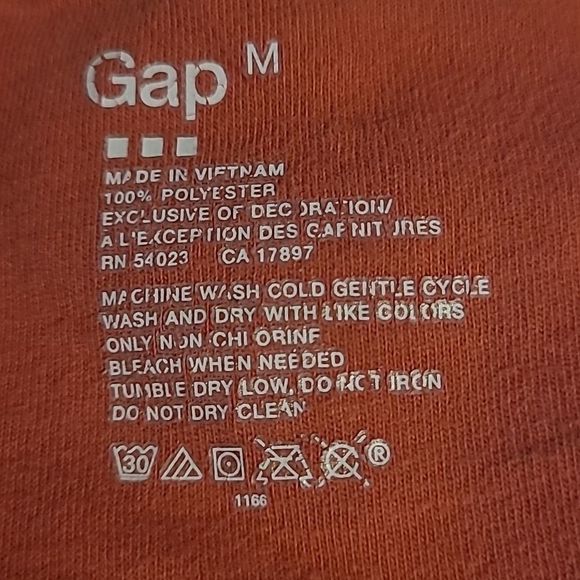 Gap M
MADE IN VIETNAM
100% POLYESTER
EXCLUSIVE OF DECORATION/
A L'EXCEPTION DES GARNITURES
RN 54023 CA 17897
MACHINE WASH COLD GENTLE CYCLE
WASH AND DRY WITH LIKE COLORS
ONLY NON CHLORINE
BLEACH WHEN NEEDED
TUMBLE DRY LOW, DO NOT IRON
DO NOT DRY CLEAN
30 ®
1166